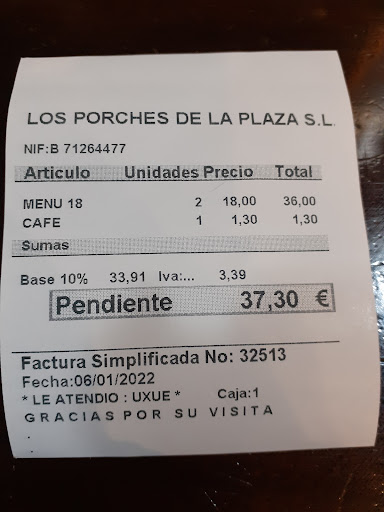 LOS PORCHES DE LA PLAZA S.L.
NIF:B 71264477
Articulo Unidades Precio Total
MENU 18 2 18,00 36,00
CAFE 1 1,30 1,30
Sumas
Base 10% 33,91 Iva:... 3,39
Pendiente 37,30 €
Factura Simplificada No: 32513
Fecha:06/01/2022
* LE ATENDIO : UXUE * Caja:1
GRACIAS POR SU VISITA
.